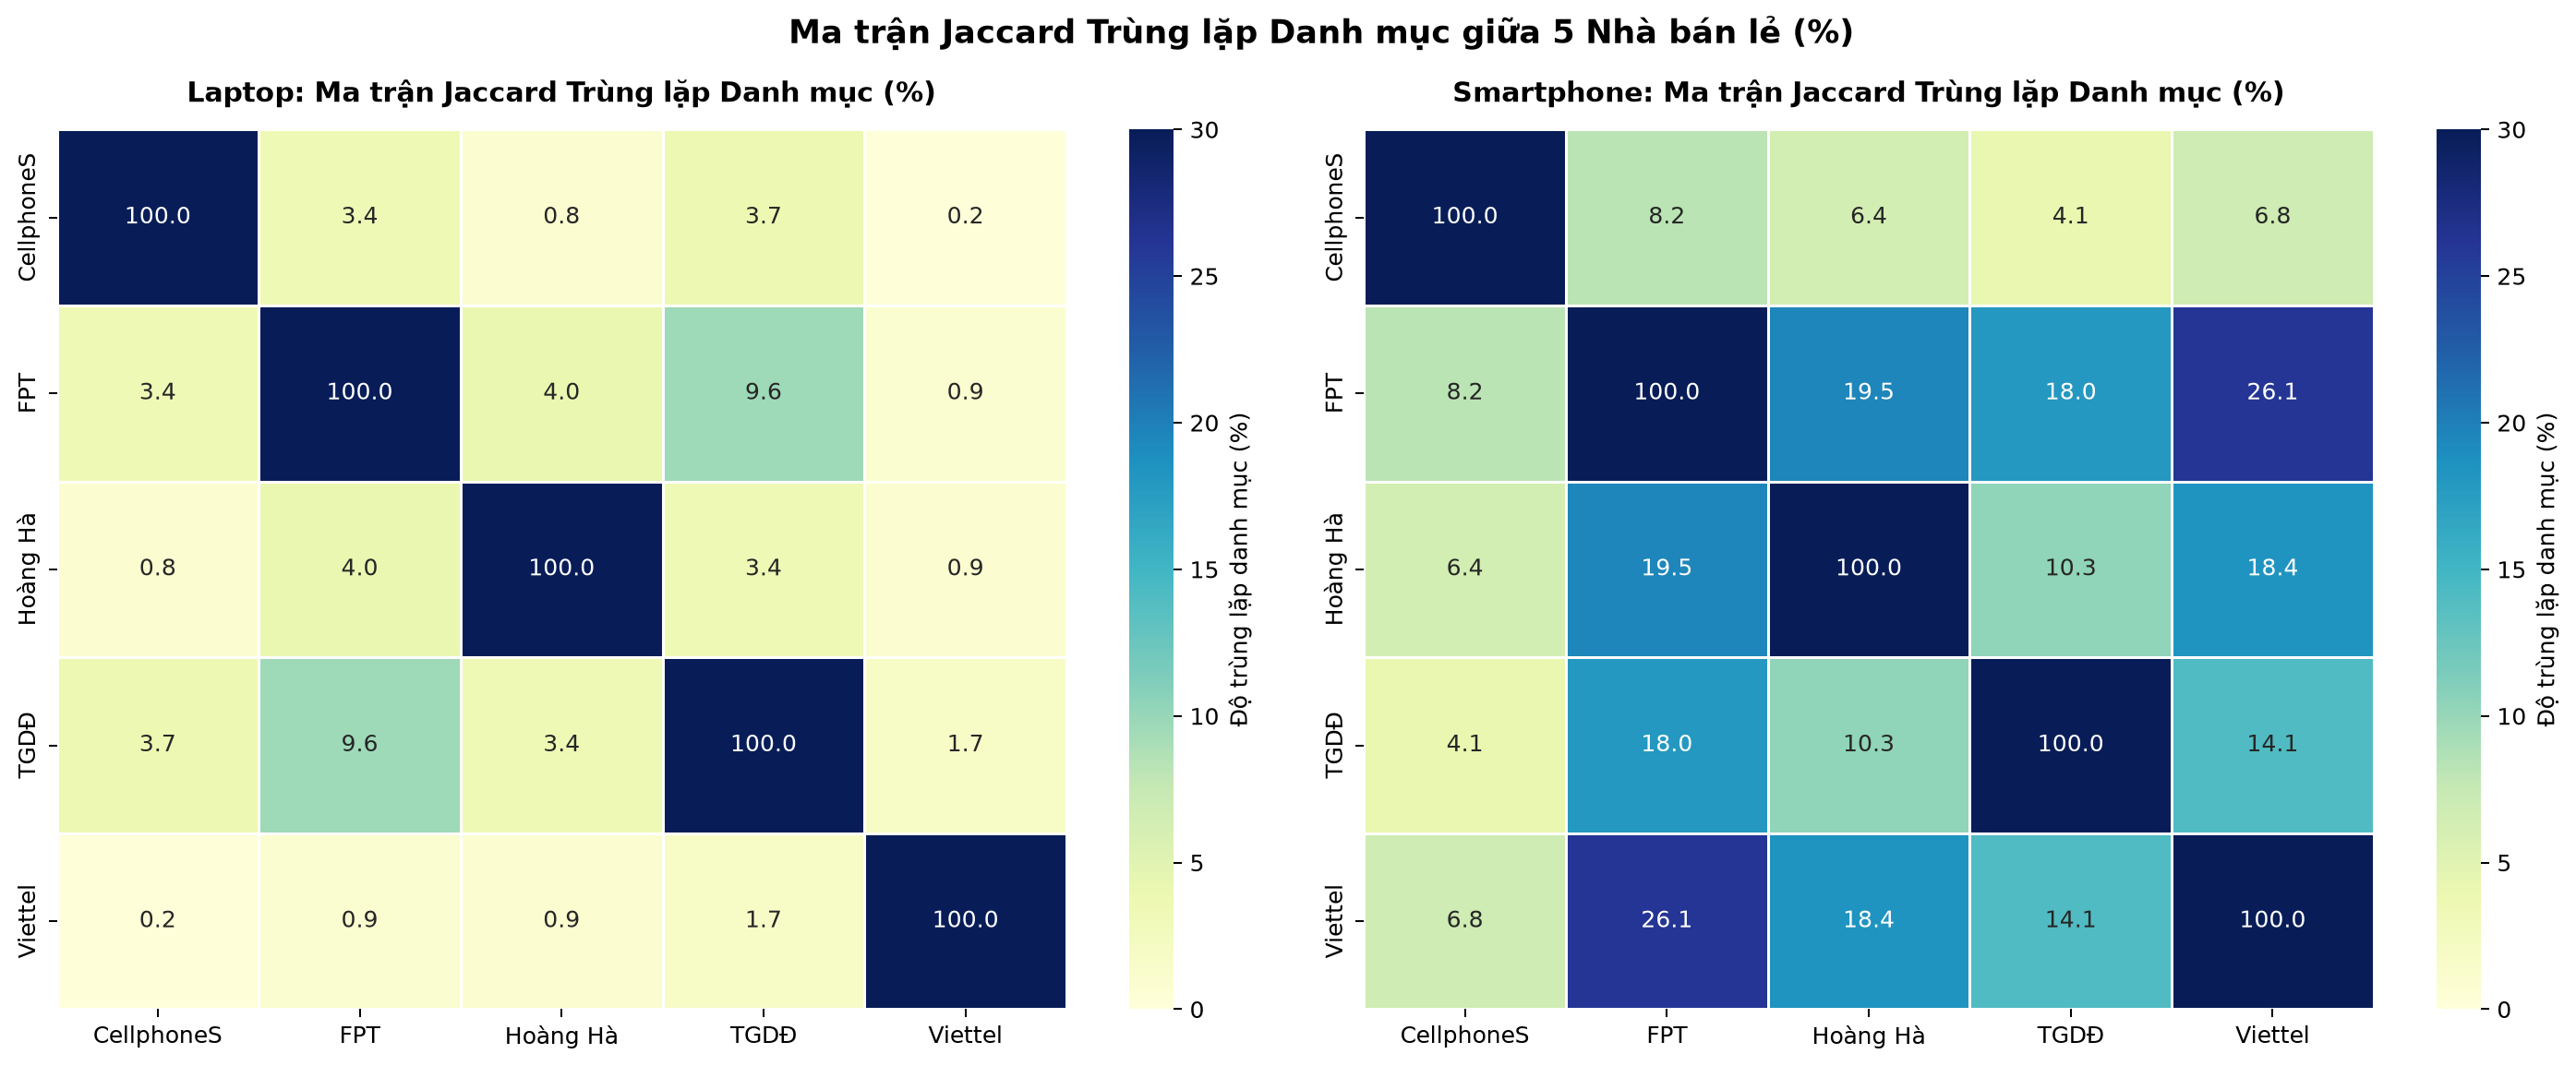 Ma trận Jaccard Trùng lặp Danh mục giữa 5 Nhà bán lẻ (%)
Laptop: Ma trận Jaccard Trùng lặp Danh mục (%)
CellphoneS 100.0 3.4 0.8 3.7 0.2
FPT 3.4 100.0 4.0 9.6 0.9
Hoàng Hà 0.8 4.0 100.0 3.4 0.9
TGDĐ 3.7 9.6 3.4 100.0 1.7
Viettel 0.2 0.9 0.9 1.7 100.0
CellphoneS FPT Hoàng Hà TGDĐ Viettel
30
25
20
15
10
5
0
Độ trùng lặp danh mục (%)
Smartphone: Ma trận Jaccard Trùng lặp Danh mục (%)
CellphoneS 100.0 8.2 6.4 4.1 6.8
FPT 8.2 100.0 19.5 18.0 26.1
Hoàng Hà 6.4 19.5 100.0 10.3 18.4
TGDĐ 4.1 18.0 10.3 100.0 14.1
Viettel 6.8 26.1 18.4 14.1 100.0
CellphoneS FPT Hoàng Hà TGDĐ Viettel
30
25
20
15
10
5
0
Độ trùng lặp danh mục (%)